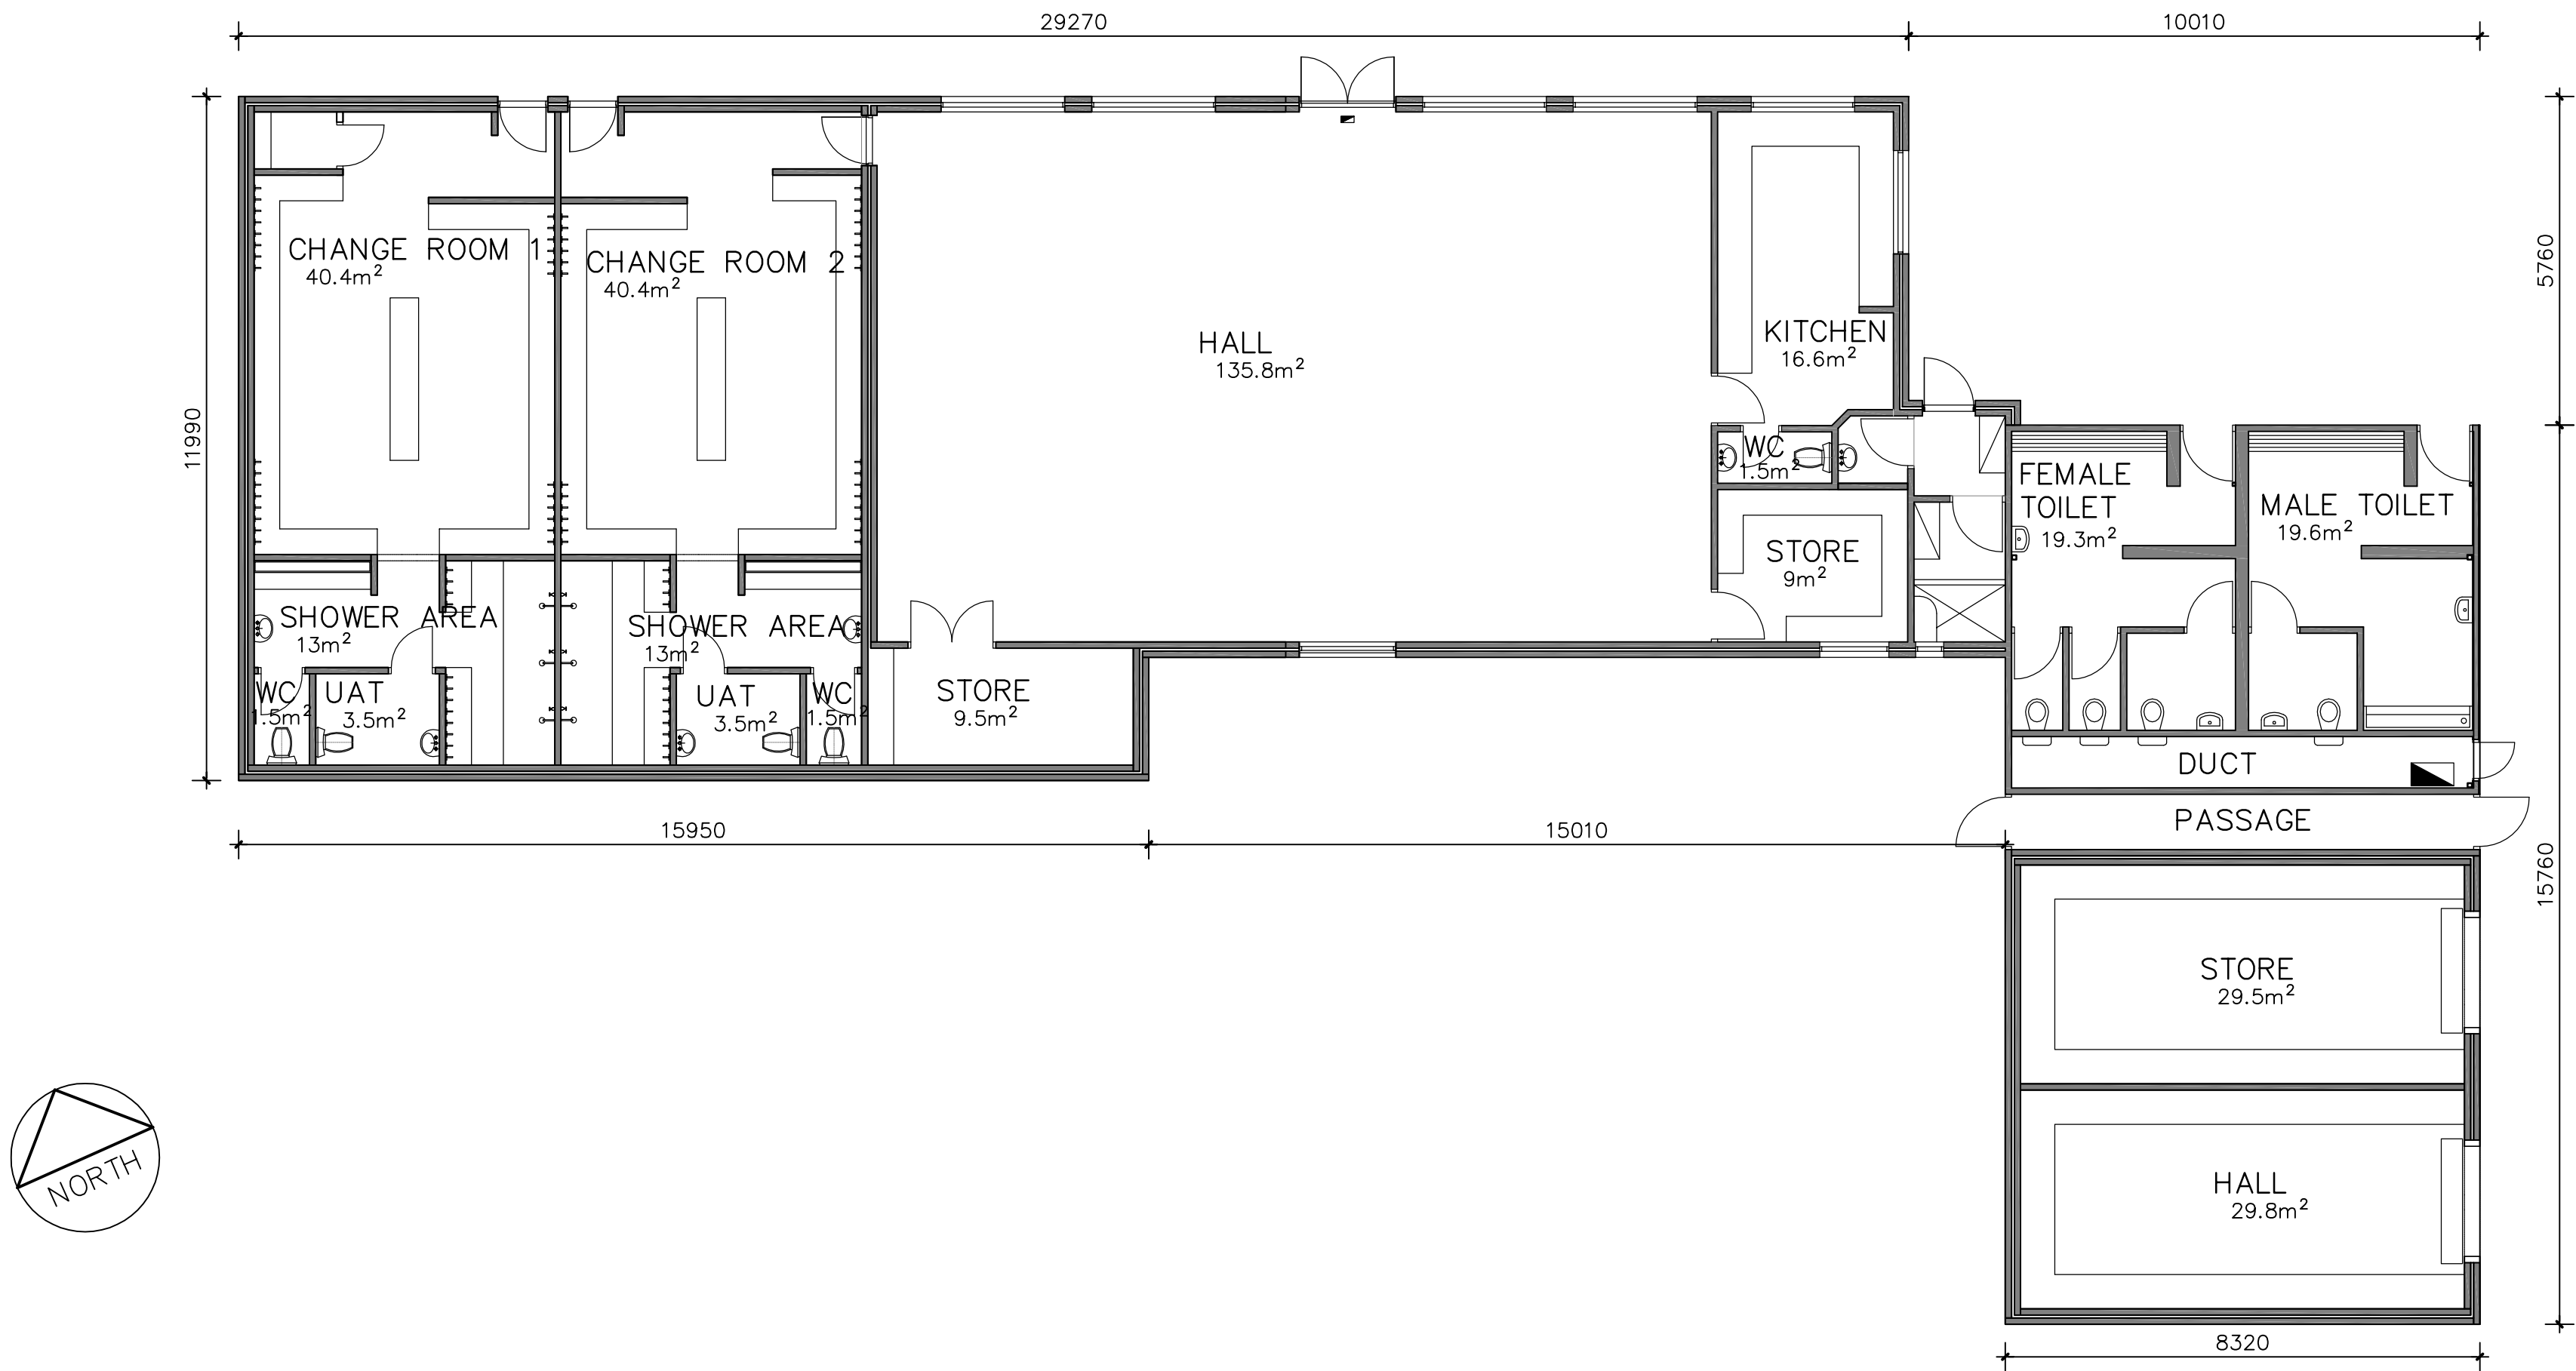 29270
10010
11990
5760
CHANGE ROOM 1
40.4m²
CHANGE ROOM 2
40.4m²
HALL
135.8m²
KITCHEN
16.6m²
WC
1.5m²
STORE
9m²
FEMALE
TOILET
19.3m²
MALE TOILET
19.6m²
SHOWER AREA
13m²
SHOWER AREA
13m²
WC
1.5m²
UAT
3.5m²
UAT
3.5m²
WC
1.5m²
STORE
9.5m²
DUCT
PASSAGE
15950
15010
15760
STORE
29.5m²
HALL
29.8m²
NORTH
8320